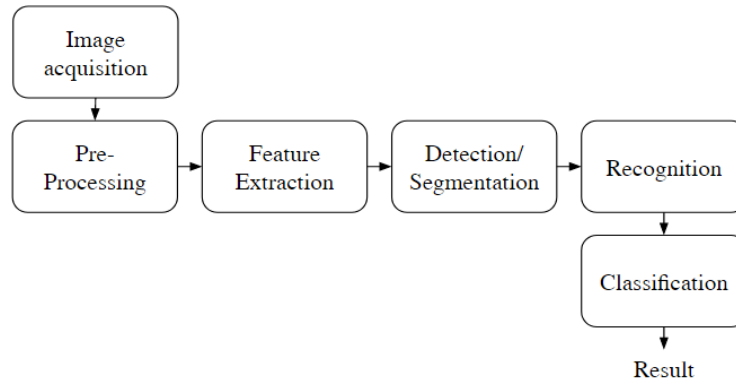 Image
acquisition
Pre-
Processing
Feature
Extraction
Detection/
Segmentation
Recognition
Classification
Result